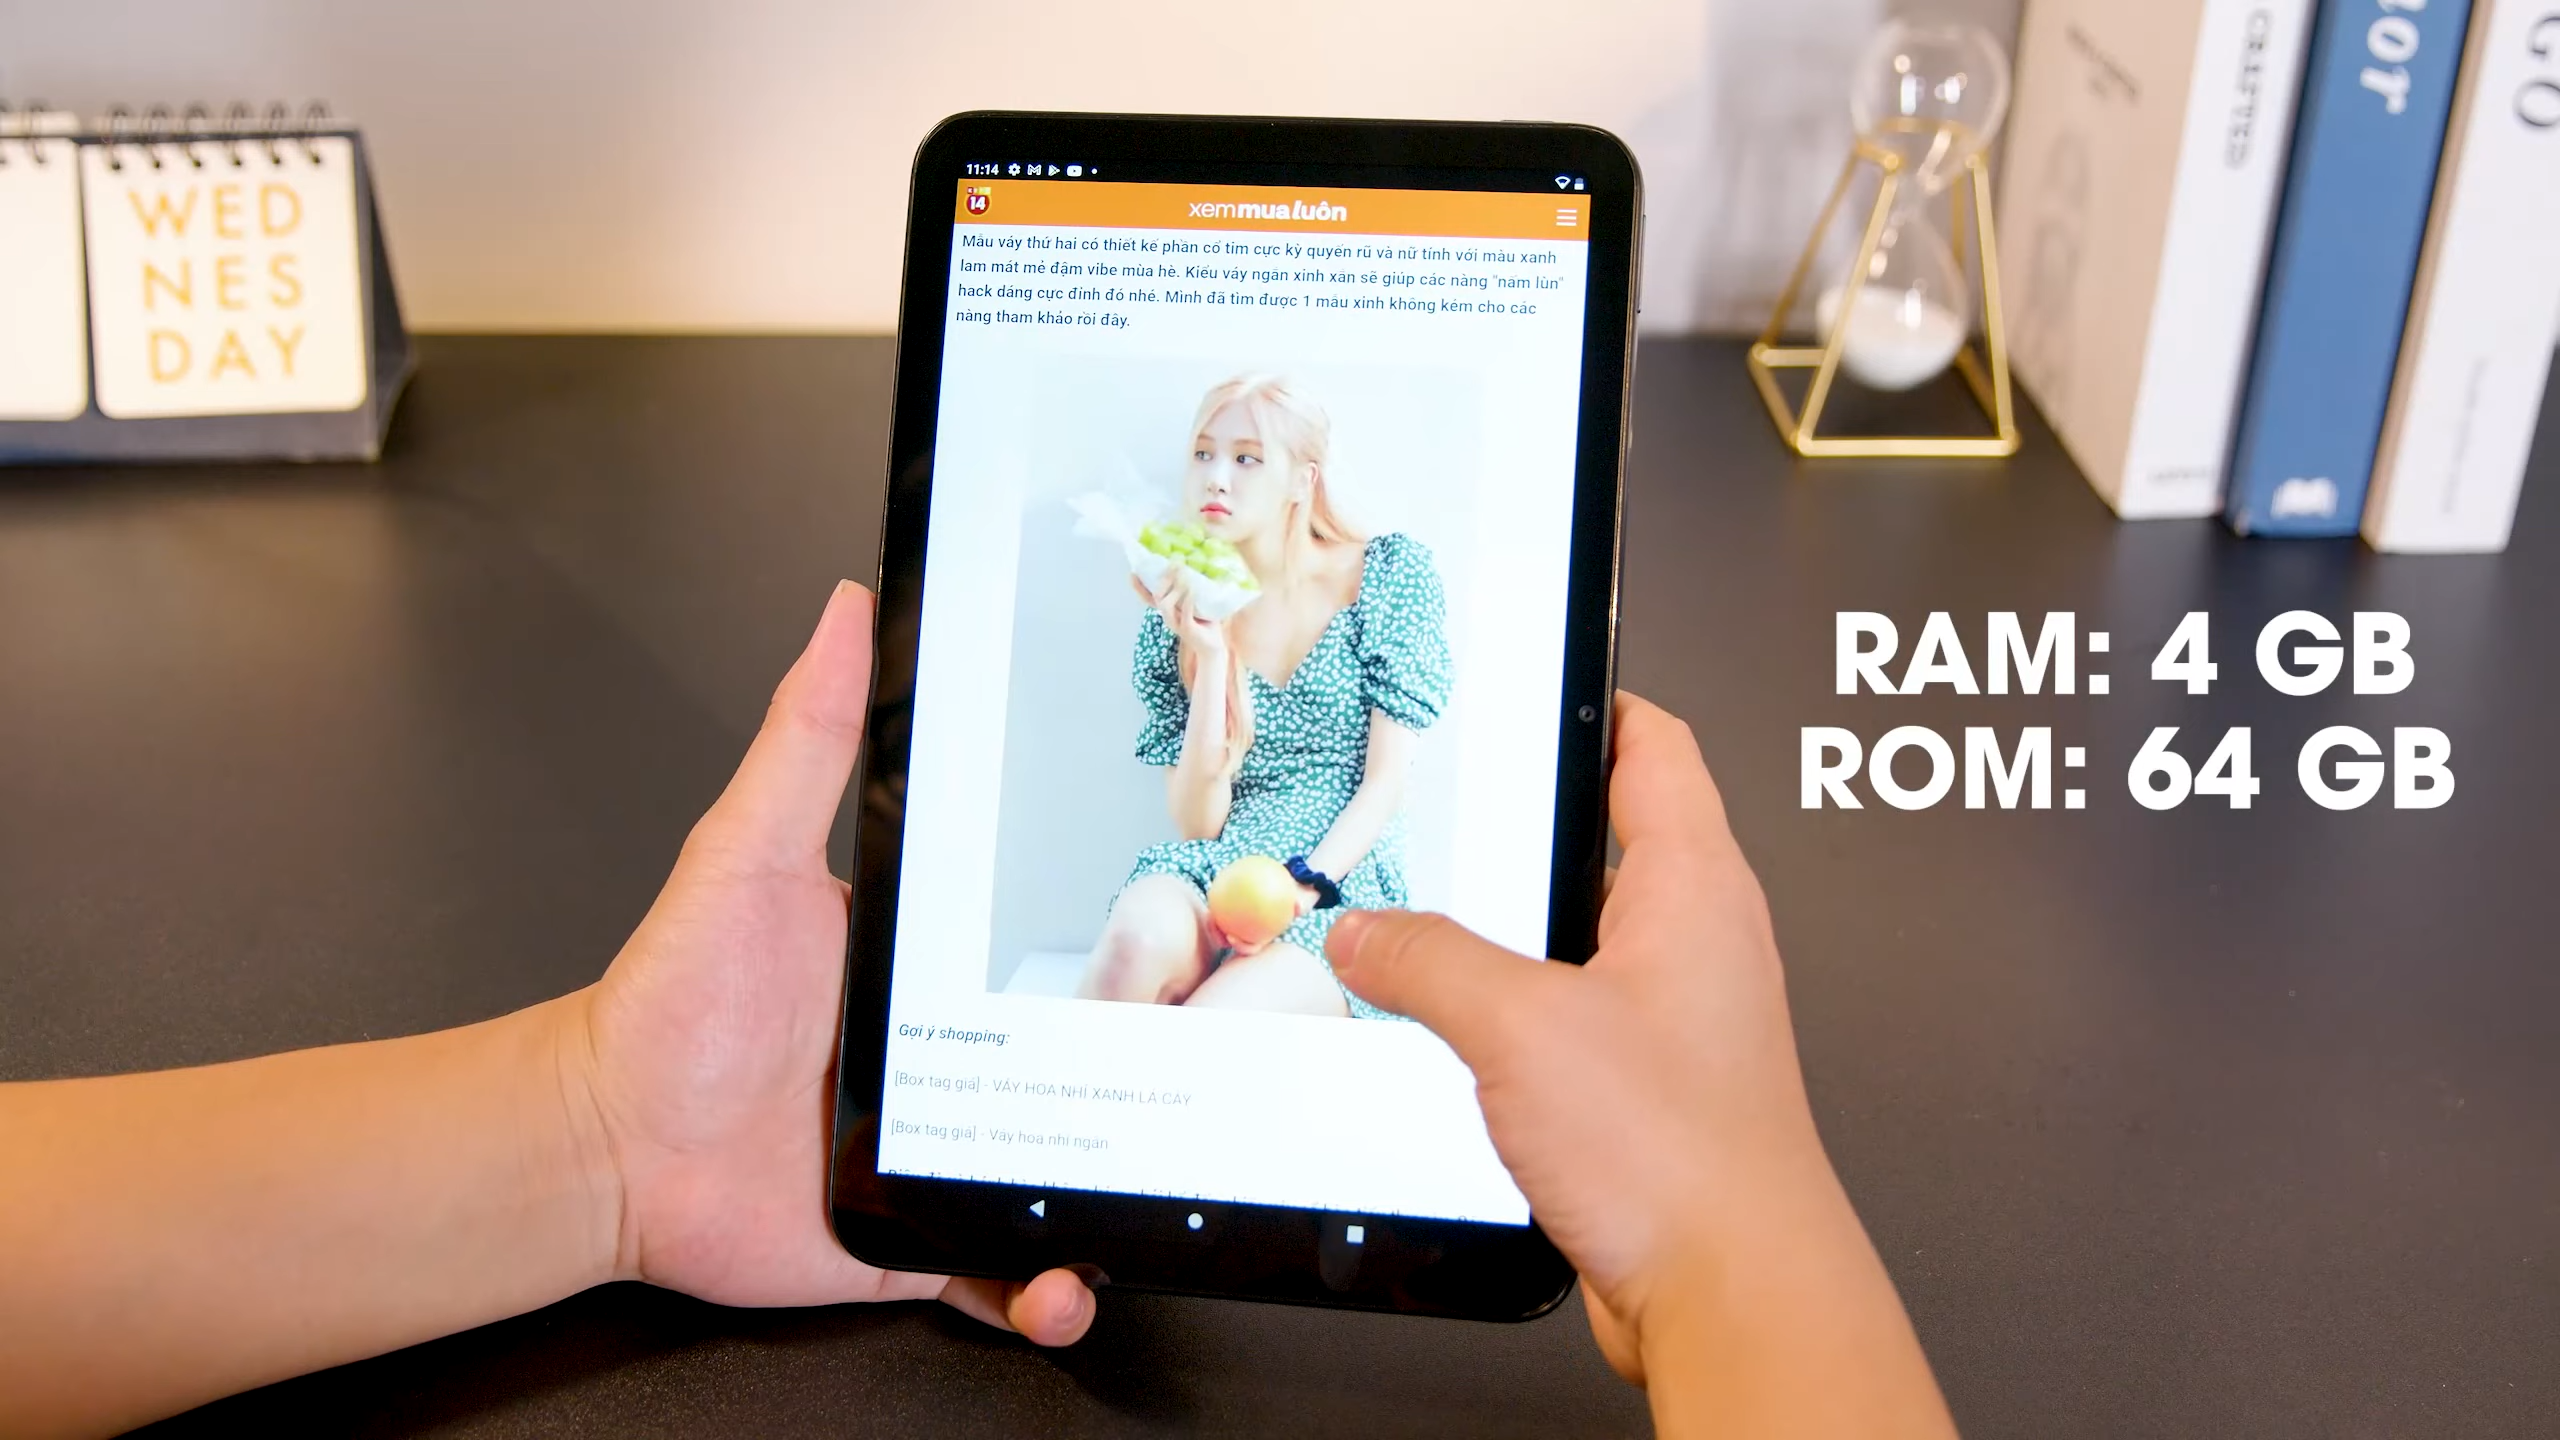 WED
NES
DAY
11:14
14
xemmualuôn
Mẫu váy thứ hai có thiết kế phần cổ tim cực kỳ quyến rũ và nữ tính với màu xanh
lam mát mẻ đậm vibe mùa hè. Kiểu váy ngắn xinh xắn sẽ giúp các nàng "nấm lùn"
hack dáng cực đỉnh đó nhé. Mình đã tìm được 1 mẫu xinh không kém cho các
nàng tham khảo rồi đây.
Gợi ý shopping:
[Box tag giá] - VÁY HOA NHÍ XANH LÁ CÂY
[Box tag giá] - Váy hoa nhí ngắn
RAM: 4 GB
ROM: 64 GB